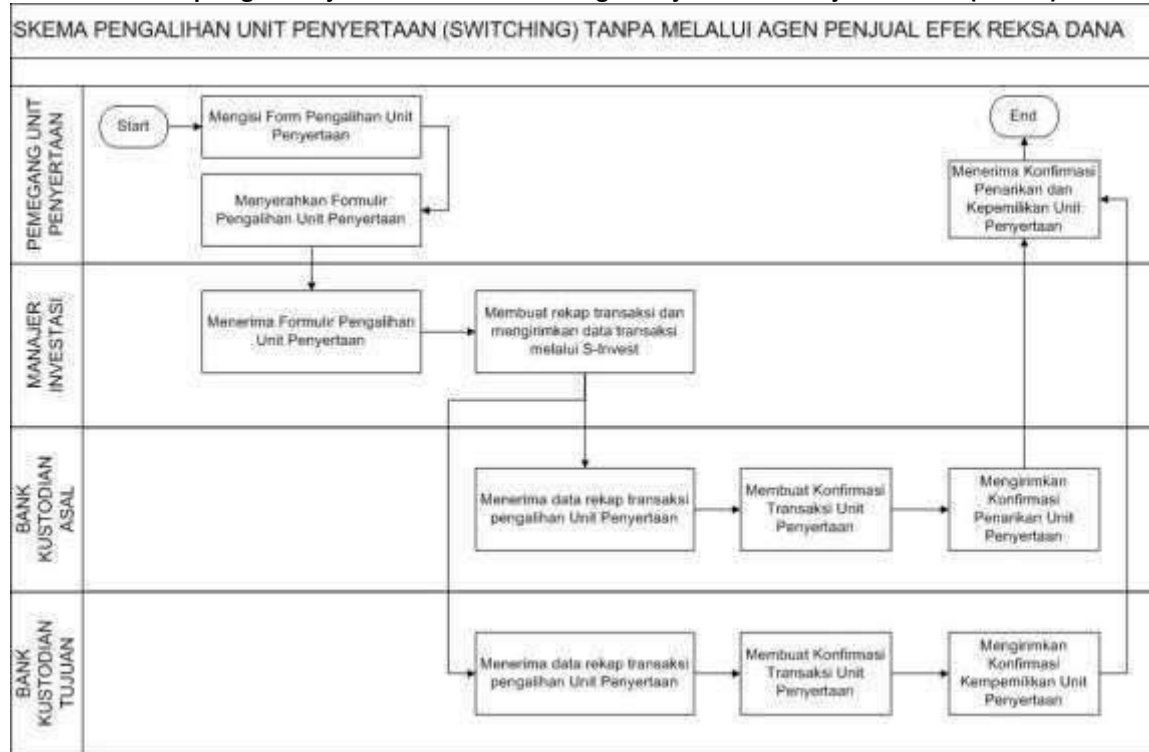 SKEMA PENGALIHAN UNIT PENYERTAAN (SWITCHING) TANPA MELALUI AGEN PENJUAL EFEK REKSA DANA
PEMEGANG UNIT
PENYERTAAN
Start
Mengisi Form Pengalihan Unit
Penyertaan
Menyerahkan Formulir
Pengalihan Unit Penyertaan
End
Menerima Konfirmasi
Penarikan dan
Kepemilikan Unit
Penyertaan
MANAJER
INVESTASI
Menerima Formulir Pengalihan
Unit Penyertaan
Membuat rekap transaksi dan
mengirimkan data transaksi
melalui S-Invest
BANK
KUSTODIAN
ASAL
Menerima data rekap transaksi
pengalihan Unit Penyertaan
Membuat Konfirmasi
Transaksi Unit
Penyertaan
Mengirimkan
Konfirmasi
Penarikan Unit
Penyertaan
BANK
KUSTODIAN
TUJUAN
Menerima data rekap transaksi
pengalihan Unit Penyertaan
Membuat Konfirmasi
Transaksi Unit
Penyertaan
Mengirimkan
Konfirmasi
Kempemilikan Unit
Penyertaan